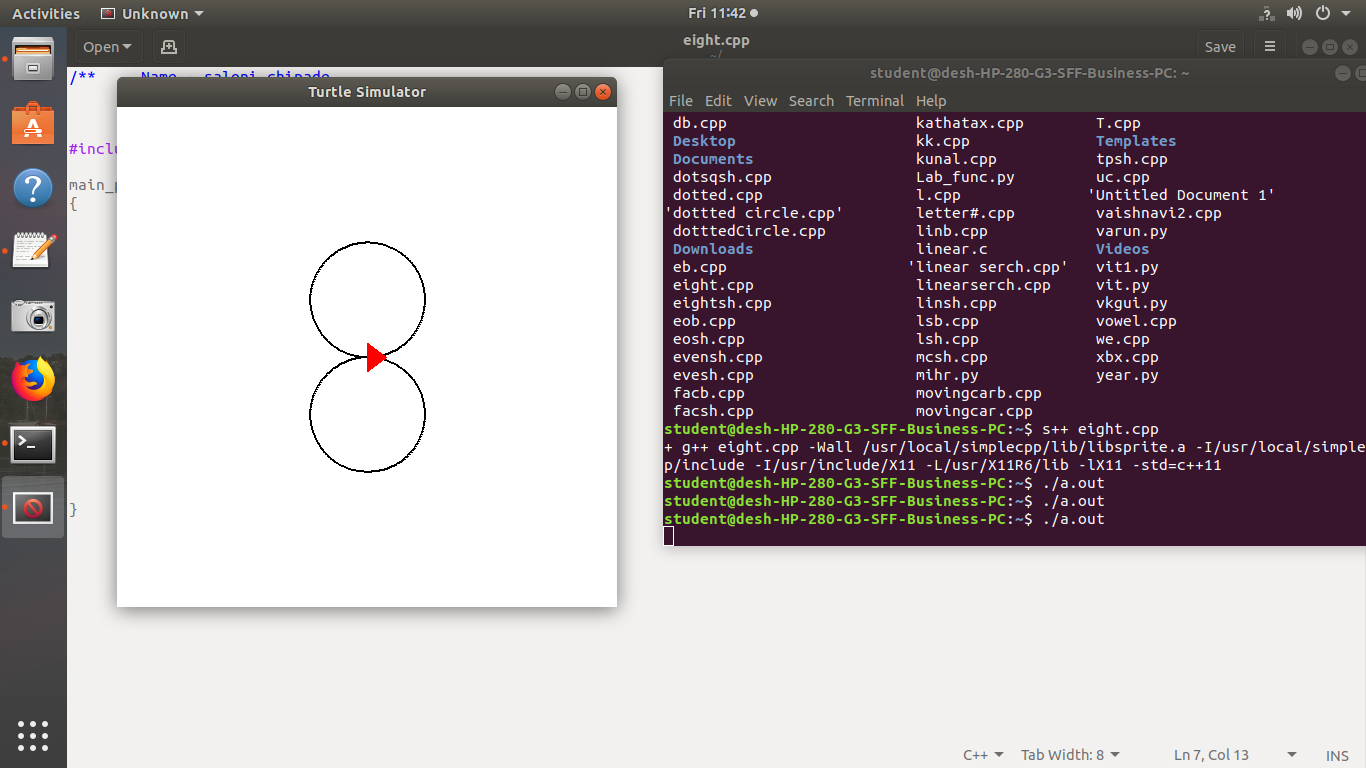 Activities Unknown Fri 11:42
Open eight.cpp Save
~/
/** Name
#inclu
{
}
Turtle Simulator
student@desh-HP-280-G3-SFF-Business-PC: ~
File Edit View Search Terminal Help
db.cpp kathatax.cpp T.cpp
Desktop kk.cpp Templates
Documents kunal.cpp tpsh.cpp
dotsqsh.cpp Lab_func.py uc.cpp
dotted.cpp l.cpp 'Untitled Document 1'
'dottted circle.cpp' letter#.cpp vaishnavi2.cpp
dotttedCircle.cpp linb.cpp varun.py
Downloads linear.c Videos
eb.cpp 'linear serch.cpp' vit1.py
eight.cpp linearserch.cpp vit.py
eightsh.cpp linsh.cpp vkgui.py
eob.cpp lsb.cpp vowel.cpp
eosh.cpp lsh.cpp we.cpp
evensh.cpp mcsh.cpp xbx.cpp
evesh.cpp mihr.py year.py
facb.cpp movingcarb.cpp
facsh.cpp movingcar.cpp
student@desh-HP-280-G3-SFF-Business-PC:~$ s++ eight.cpp
+ g++ eight.cpp -Wall /usr/local/simplecpp/lib/libsprite.a -I/usr/local/simple
p/include -I/usr/include/X11 -L/usr/X11R6/lib -lX11 -std=c++11
student@desh-HP-280-G3-SFF-Business-PC:~$ ./a.out
student@desh-HP-280-G3-SFF-Business-PC:~$ ./a.out
student@desh-HP-280-G3-SFF-Business-PC:~$ ./a.out
C++ Tab Width: 8 Ln 7, Col 13 INS